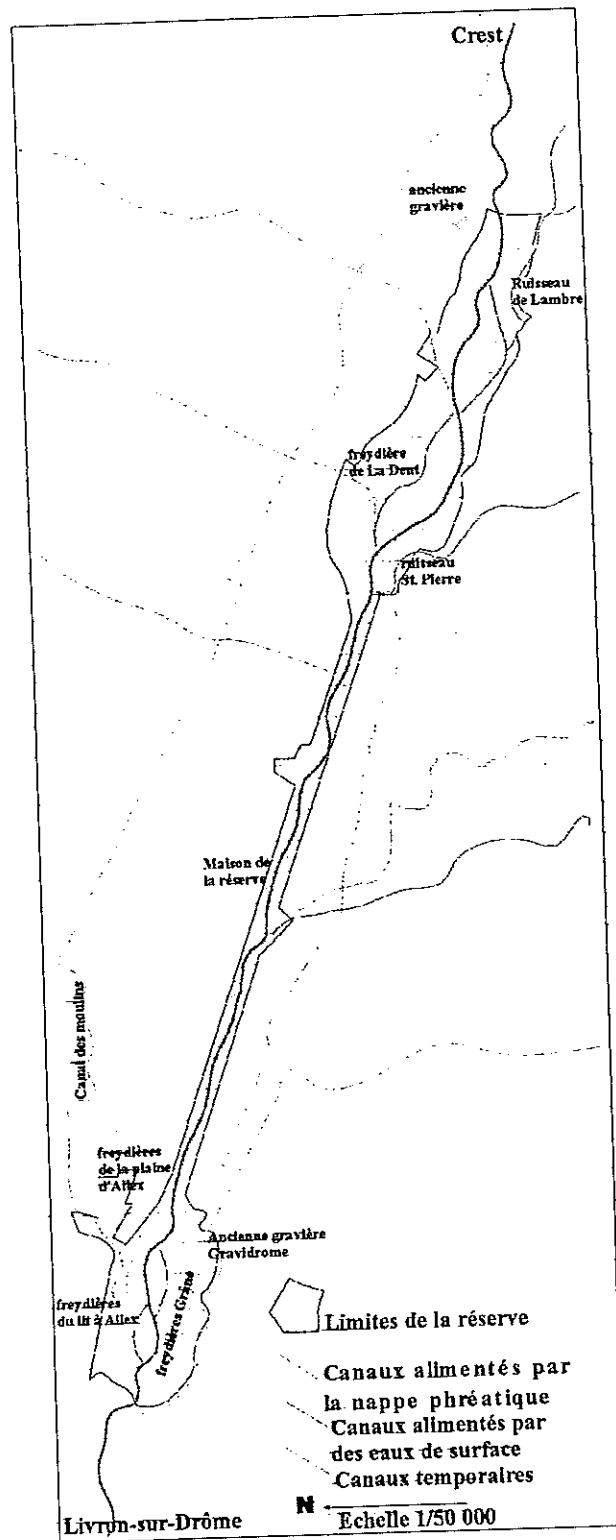 Crest
ancienne
gravière
Ruisseau
de Lambre
freydière
de La Dent
ruisseau
St. Pierre
Maison de
la réserve
Canal des moulins
freydières
de la plaine
d'Allex
Ancienne gravière
Gravidrome
freydières
du lit à Allex
freydières Grâne
Limites de la réserve
Canaux alimentés par
la nappe phréatique
Canaux alimentés par
des eaux de surface
Canaux temporaires
N
Echelle 1/50 000
Livron-sur-Drôme